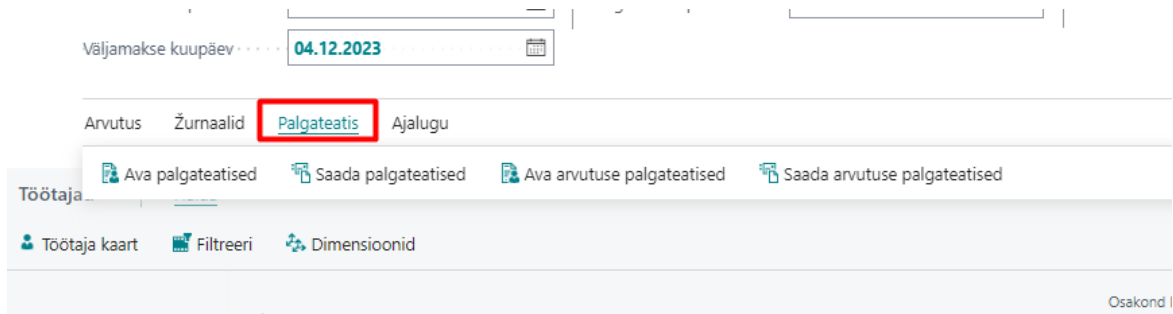 Väljamakse kuupäev 04.12.2023
Arvutus Žurnaalid Palgateatis Ajalugu
Ava palgateatised Saada palgateatised Ava arvutuse palgateatised Saada arvutuse palgateatised
Töötaja kaart Filtreeri Dimensioonid
Osakond